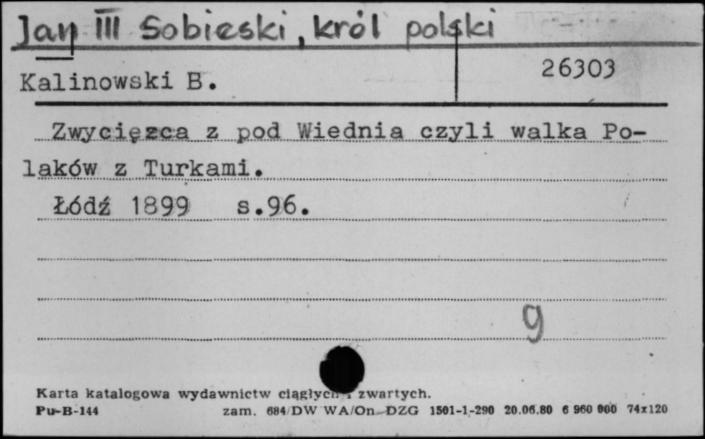 Jan III Sobieski, król polski
Kalinowski B.
26303
Zwycięzca z pod Wiednia czyli walka Po-
laków z Turkami.
Łódź 1899 s.96.
g
Karta katalogowa wydawnictw ciągłych i zwartych.
Pu-B-144 zam. 684/DW WA/On—DZG 1501-1-290 20.06.80 6 960 000 74x120